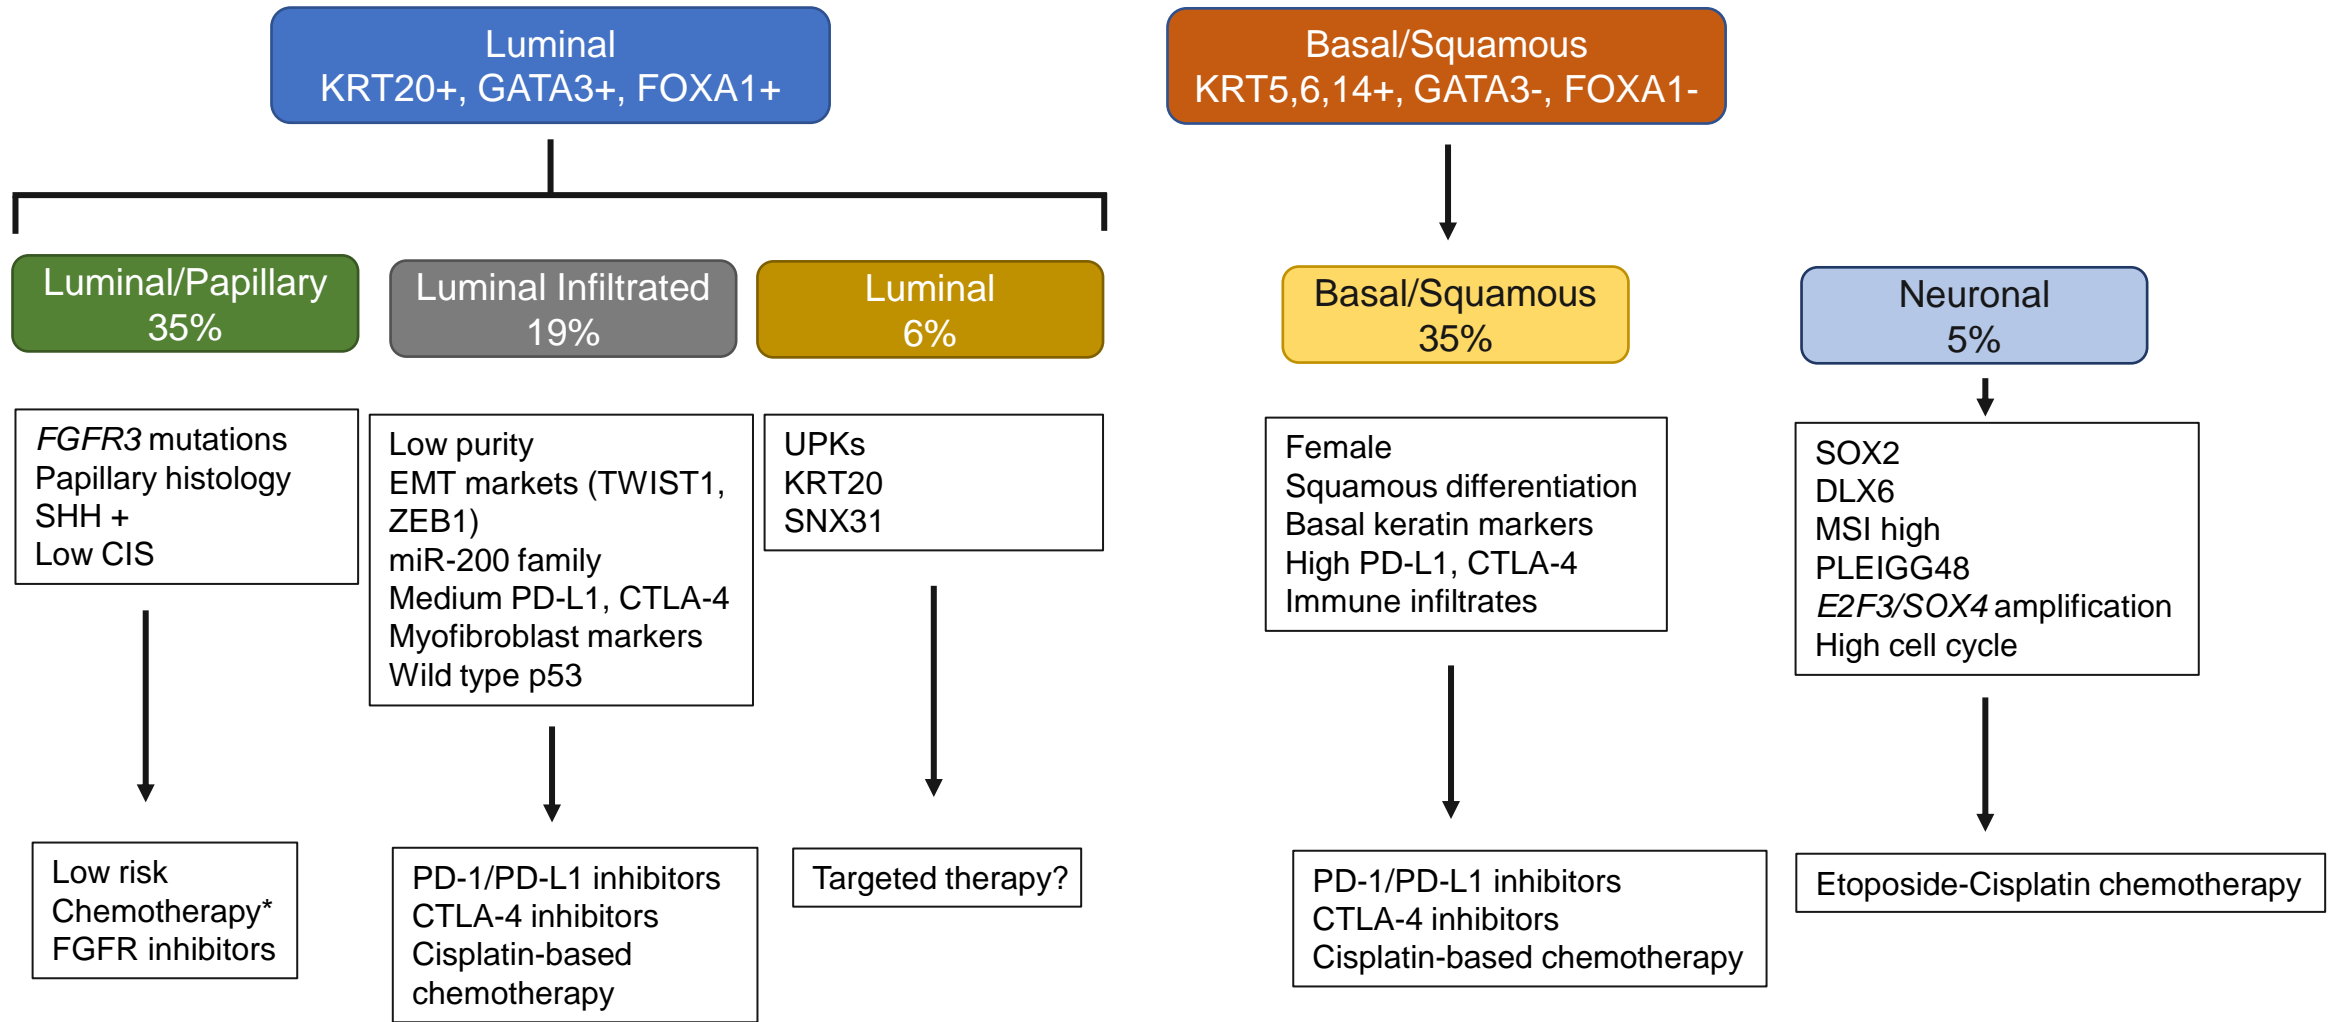 Luminal
KRT20+, GATA3+, FOXA1+
Basal/Squamous
KRT5,6,14+, GATA3-, FOXA1-
Luminal/Papillary
35%
Luminal Infiltrated
19%
Luminal
6%
Basal/Squamous
35%
Neuronal
5%
FGFR3 mutations
Papillary histology
SHH +
Low CIS
Low purity
EMT markets (TWIST1,
ZEB1)
miR-200 family
Medium PD-L1, CTLA-4
Myofibroblast markers
Wild type p53
UPKs
KRT20
SNX31
Female
Squamous differentiation
Basal keratin markers
High PD-L1, CTLA-4
Immune infiltrates
SOX2
DLX6
MSI high
PLEIGG48
E2F3/SOX4 amplification
High cell cycle
Low risk
Chemotherapy*
FGFR inhibitors
PD-1/PD-L1 inhibitors
CTLA-4 inhibitors
Cisplatin-based
chemotherapy
Targeted therapy?
PD-1/PD-L1 inhibitors
CTLA-4 inhibitors
Cisplatin-based chemotherapy
Etoposide-Cisplatin chemotherapy